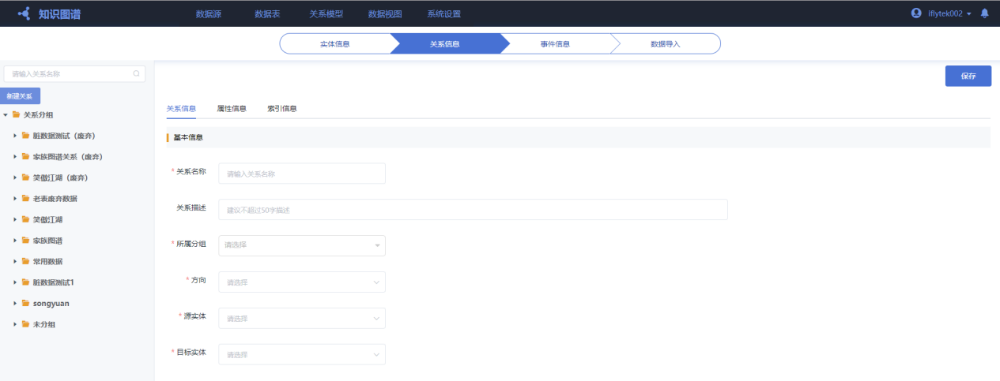 知识图谱 数据源 数据表 关系模型 数据视图 系统设置 iflytek002
实体信息 关系信息 事件信息 数据导入
请输入关系名称
保存
新建关系
关系信息 属性信息 索引信息
关系分组
脏数据测试（废弃）
家族图谱关系（废弃）
笑傲江湖（废弃）
老表废弃数据
笑傲江湖
家族图谱
常用数据
脏数据测试1
songyuan
未分组
基本信息
* 关系名称 请输入关系名称
关系描述 建议不超过50字描述
* 所属分组 请选择
* 方向 请选择
* 源实体 请选择
* 目标实体 请选择